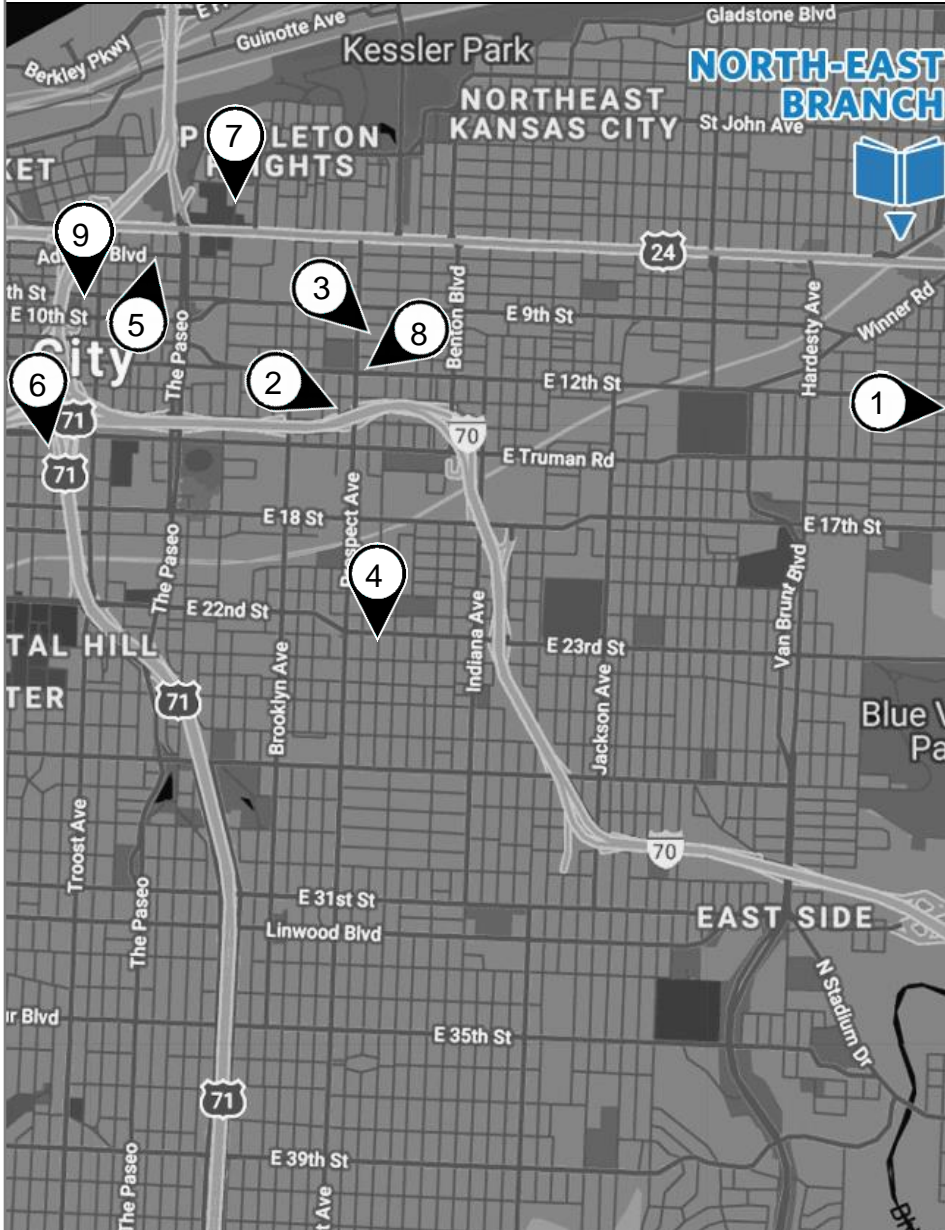 Gladstone Blvd
Guinotte Ave
Berkley Pkwy
Kessler Park
NORTH-EAST
BRANCH
NORTHEAST
KANSAS CITY
St John Ave
7
KET
24
9
Blvd
th St
E 10th St
5
3
8
Benton Blvd
E 9th St
Hardesty Ave
Winner Rd
The Paseo
City
6
2
E 12th St
1
71
70
71
E Truman Rd
E 18 St
E 17th St
The Paseo
4
E 22nd St
Indiana Ave
E 23rd St
Van Brunt Blvd
TAL HILL
TER
71
Brooklyn Ave
Jackson Ave
Blue V
Pa
Troost Ave
70
The Paseo
E 31st St
Linwood Blvd
EAST SIDE
N Stadium Dr
ur Blvd
E 35th St
71
E 39th St
The Paseo
t Ave